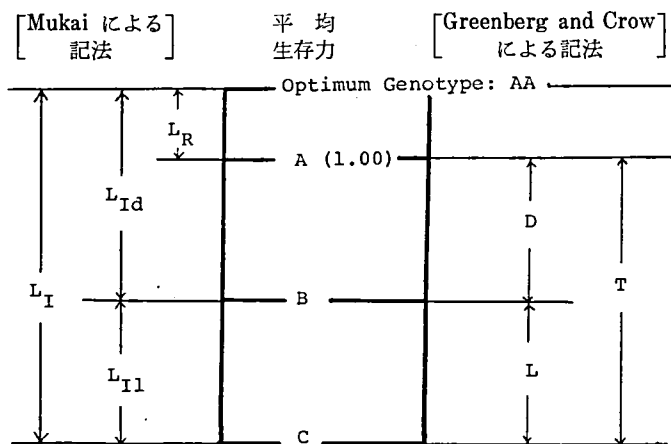 [Mukai による記法]
平均生存力
[Greenberg and Crow による記法]
Optimum Genotype: AA
L_R
A (1.00)
L_Id
D
L_I
B
T
L_Il
L
C